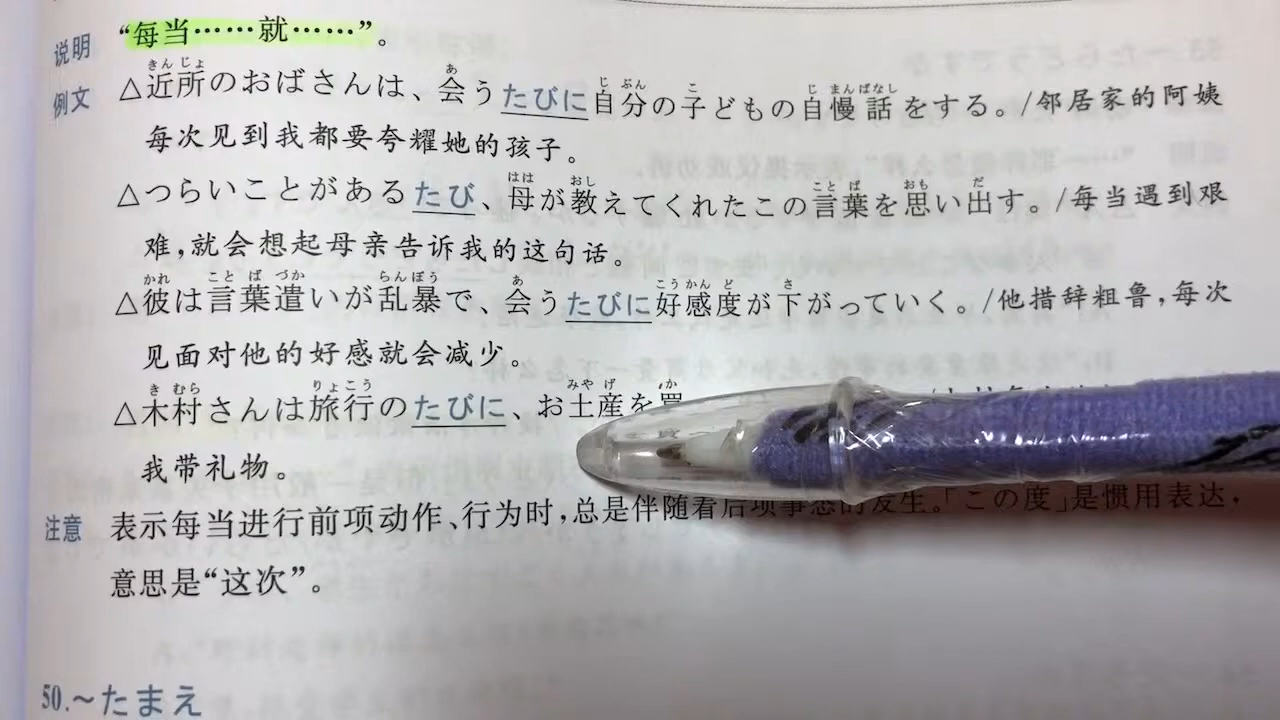 说明 “每当……就……”。
例文 △近所のおばさんは、会うたびに自分の子どもの自慢話をする。/邻居家的阿姨
每次见到我都要夸耀她的孩子。
△つらいことがあるたび、母が教えてくれたこの言葉を思い出す。/每当遇到艰
难,就会想起母亲告诉我的这句话。
△彼は言葉遣いが乱暴で、会うたびに好感度が下がっていく。/他措辞粗鲁,每次
见面对他的好感就会减少。
△木村さんは旅行のたびに、お土産を買
我带礼物。
注意 表示每当进行前项动作、行为时,总是伴随着后项事态的发生。「この度」是惯用表达,
意思是“这次”。
50.~たまえ